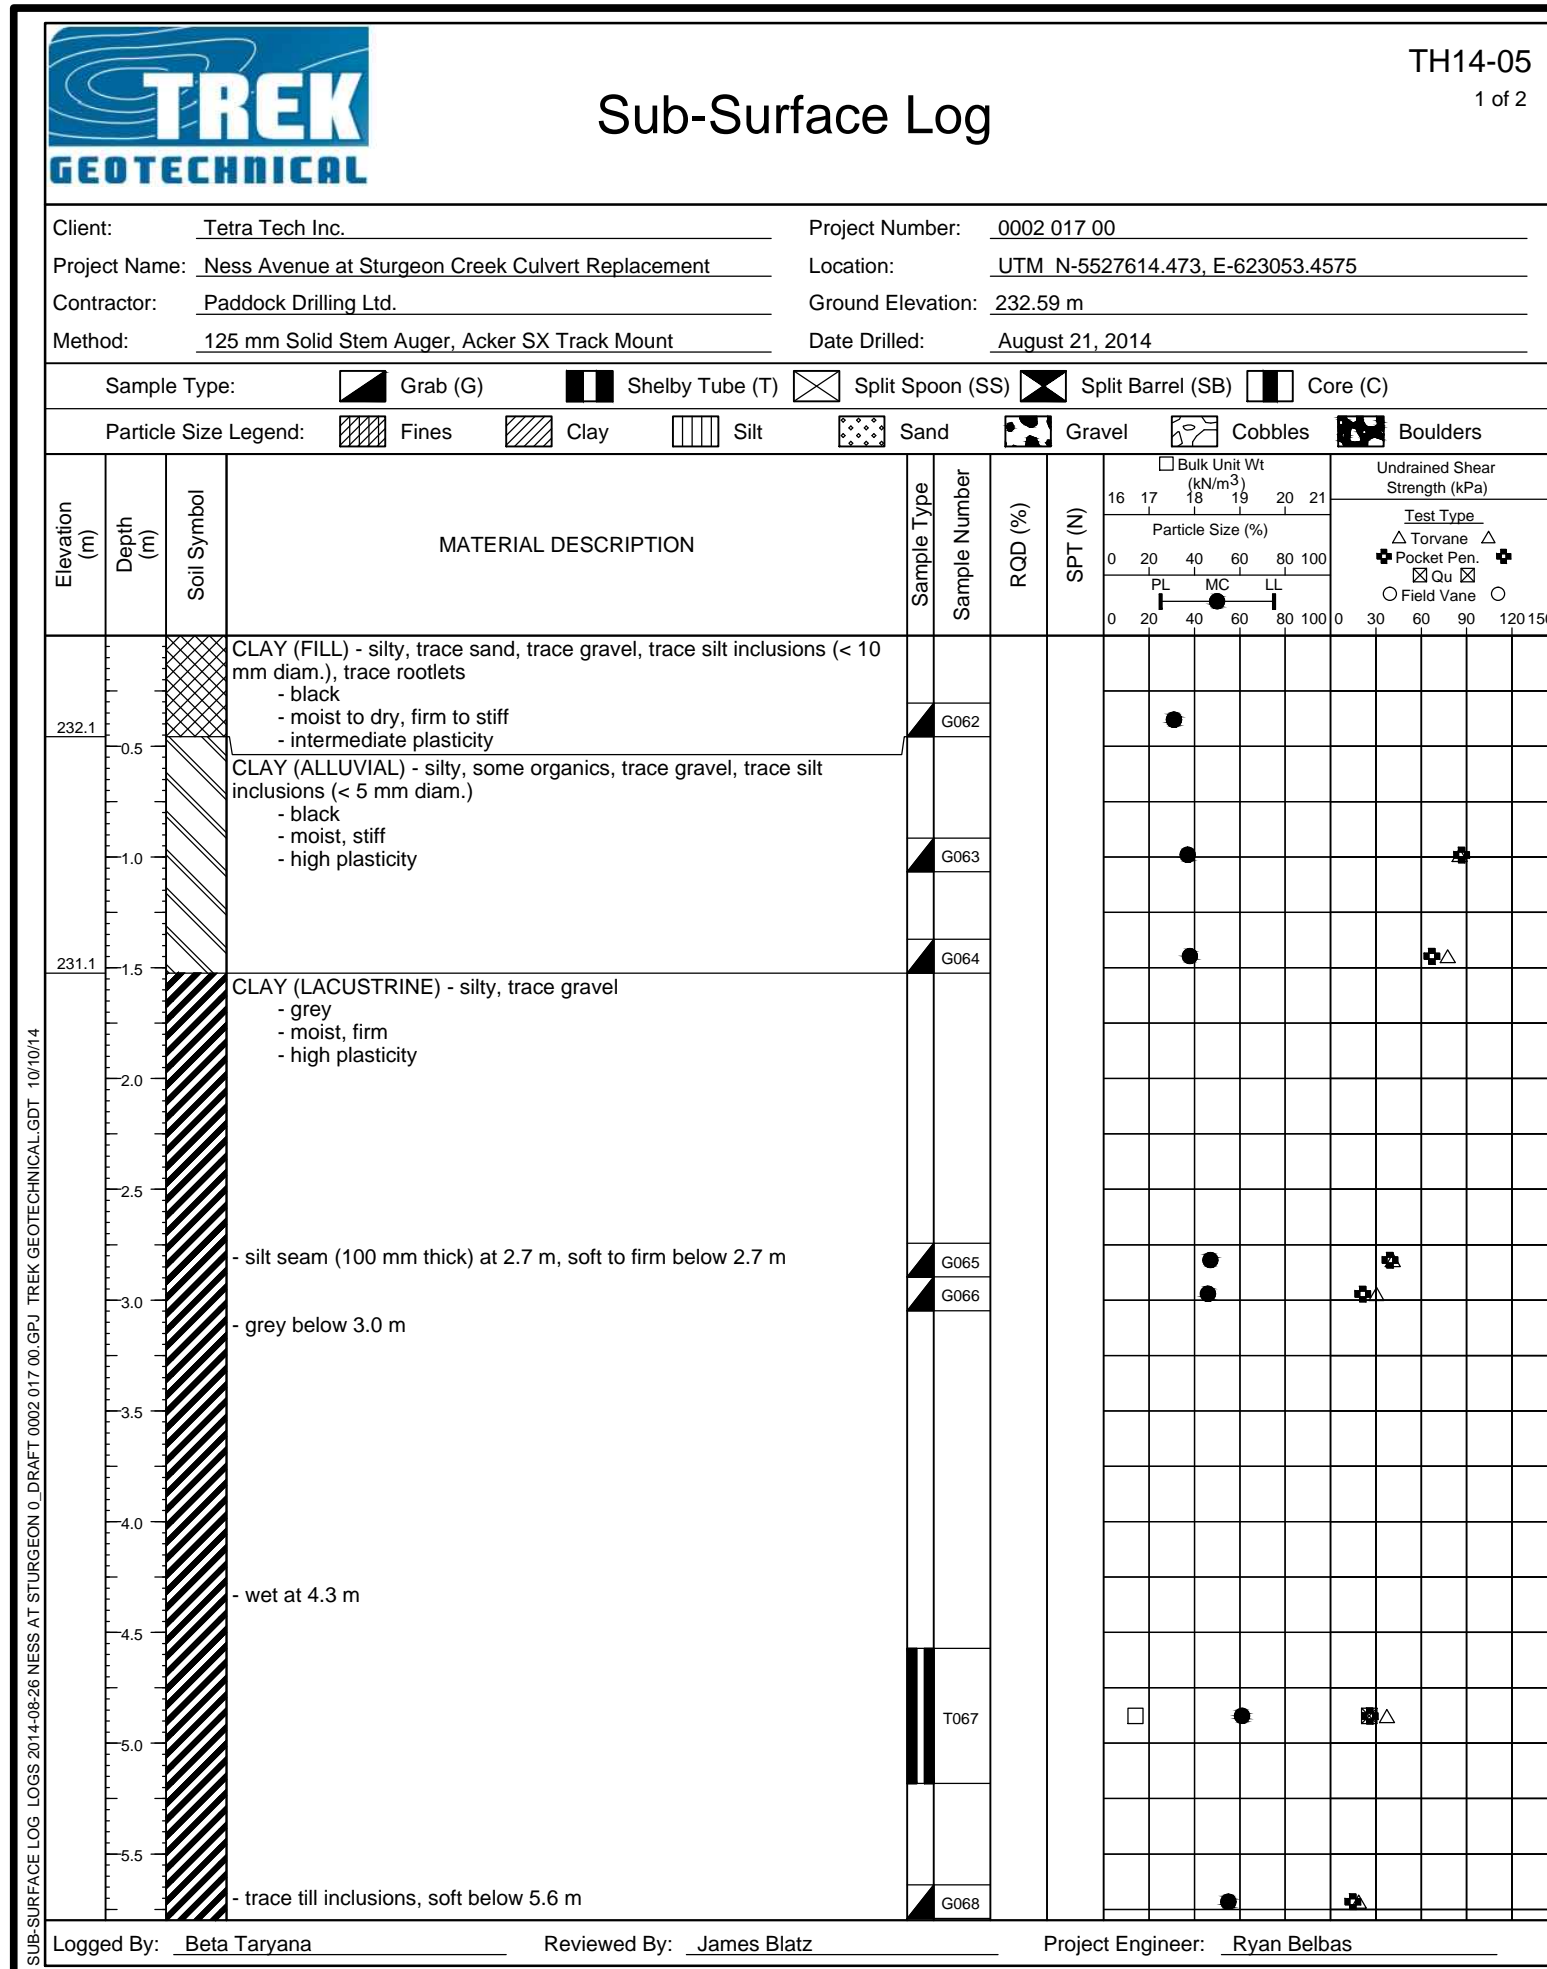 TREK
GEOTECHNICAL
Sub-Surface Log
TH14-05
1 of 2
Client: Tetra Tech Inc. Project Number: 0002 017 00
Project Name: Ness Avenue at Sturgeon Creek Culvert Replacement Location: UTM N-5527614.473, E-623053.4575
Contractor: Paddock Drilling Ltd. Ground Elevation: 232.59 m
Method: 125 mm Solid Stem Auger, Acker SX Track Mount Date Drilled: August 21, 2014
Sample Type: Grab (G) Shelby Tube (T) Split Spoon (SS) Split Barrel (SB) Core (C)
Particle Size Legend: Fines Clay Silt Sand Gravel Cobbles Boulders
Elevation (m)
Depth (m)
Soil Symbol
MATERIAL DESCRIPTION
Sample Type
Sample Number
RQD (%)
SPT (N)
Bulk Unit Wt
(kN/m3)
16 17 18 19 20 21
Particle Size (%)
0 20 40 60 80 100
PL MC LL
0 20 40 60 80 100
Undrained Shear
Strength (kPa)
Test Type
Torvane
Pocket Pen.
Qu
Field Vane
0 30 60 90 120 150
CLAY (FILL) - silty, trace sand, trace gravel, trace silt inclusions (< 10
mm diam.), trace rootlets
- black
- moist to dry, firm to stiff
- intermediate plasticity
G062
232.1
0.5
CLAY (ALLUVIAL) - silty, some organics, trace gravel, trace silt
inclusions (< 5 mm diam.)
- black
- moist, stiff
- high plasticity
1.0
G063
G064
231.1
1.5
CLAY (LACUSTRINE) - silty, trace gravel
- grey
- moist, firm
- high plasticity
2.0
2.5
- silt seam (100 mm thick) at 2.7 m, soft to firm below 2.7 m
G065
G066
3.0
- grey below 3.0 m
3.5
4.0
- wet at 4.3 m
4.5
T067
5.0
5.5
- trace till inclusions, soft below 5.6 m
G068
SUB-SURFACE LOG LOGS 2014-08-26 NESS AT STURGEON 0_DRAFT 0002 017 00.GPJ TREK GEOTECHNICAL.GDT 10/10/14
Logged By: Beta Taryana Reviewed By: James Blatz Project Engineer: Ryan Belbas